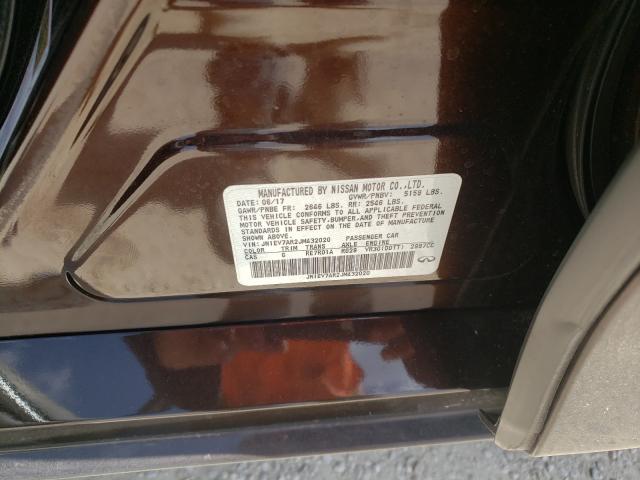 MANUFACTURED BY NISSAN MOTOR CO.,LTD.
DATE: 06/17 GVWR/PNBV: 5159 LBS.
GAWR/PNBE FR: 2646 LBS. RR: 2546 LBS.
THIS VEHICLE CONFORMS TO ALL APPLICABLE FEDERAL
MOTOR VEHICLE SAFETY,BUMPER,AND THEFT PREVENTION
STANDARDS IN EFFECT ON THE DATE OF MANUFACTURE
SHOWN ABOVE.
VIN: JN1EV7AR2JM432020 PASSENGER CAR
COLOR TRIM TRANS AXLE ENGINE
CAS G RE7R01A R029 VR30(DDTT) 2997CC
JN1EV7AR2JM432020